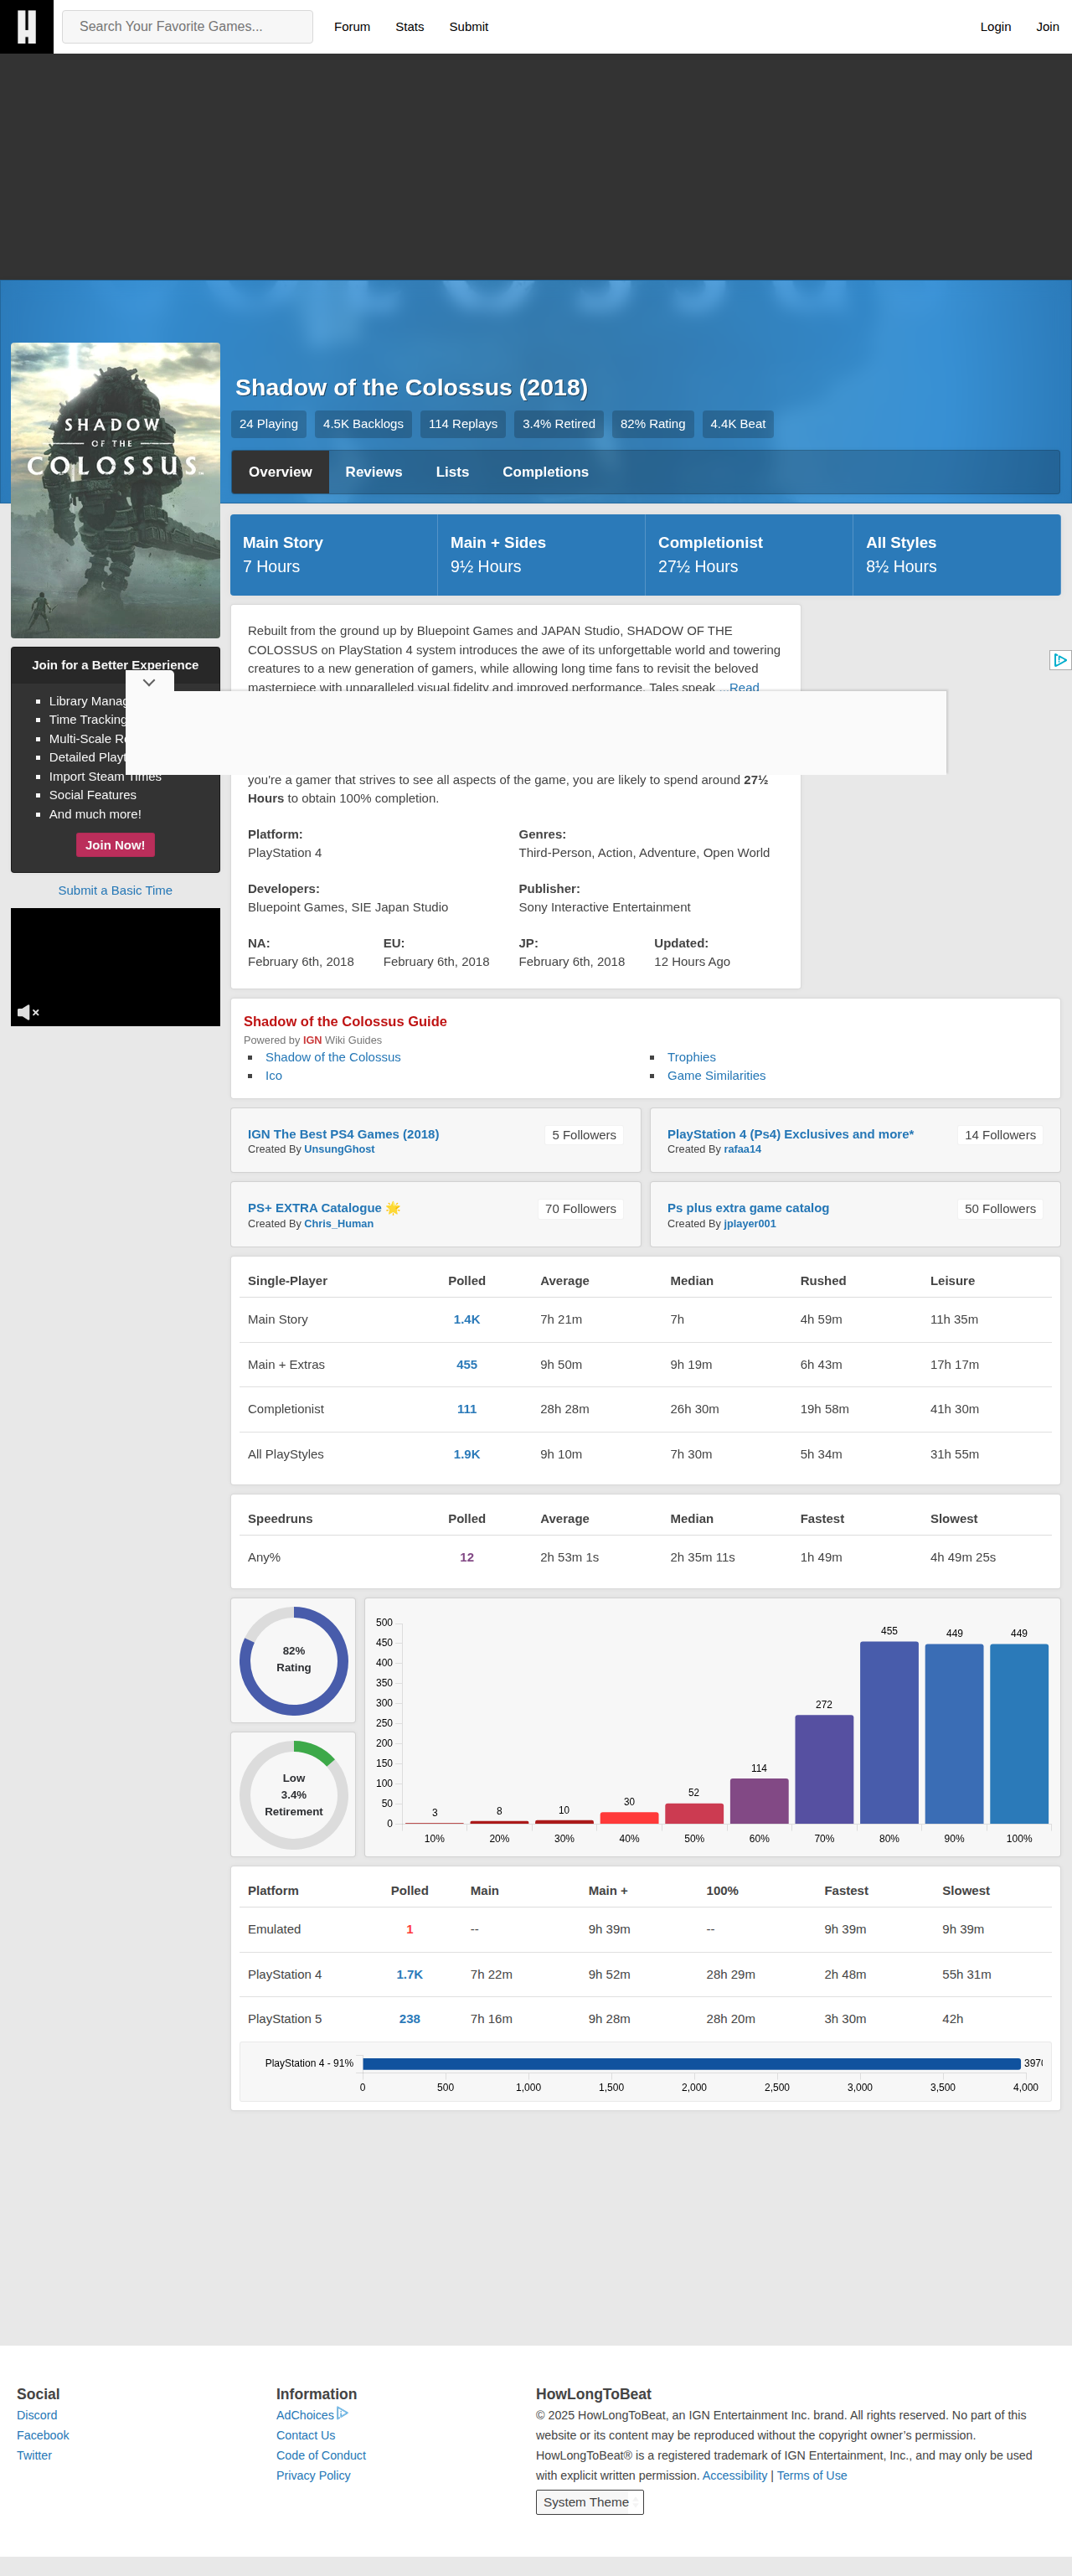 Search Your Favorite Games...
Forum
Stats
Submit
Login
Join
SHADOW
OF THE
COLOSSUS
Shadow of the Colossus (2018)
24 Playing
4.5K Backlogs
114 Replays
3.4% Retired
82% Rating
4.4K Beat
Overview
Reviews
Lists
Completions
Main Story
7 Hours
Main + Sides
9½ Hours
Completionist
27½ Hours
All Styles
8½ Hours
Join for a Better Experience
Library
Time Tracking
Multi-Scale
Detailed
Import Steam Times
Social Features
And much more!
Join Now!
Submit a Basic Time
Rebuilt from the ground up by Bluepoint Games and JAPAN Studio, SHADOW OF THE
COLOSSUS on PlayStation 4 system introduces the awe of its unforgettable world and towering
creatures to a new generation of gamers, while allowing long time fans to revisit the beloved
masterpiece with unparalleled visual fidelity and improved performance. Tales speak ...Read
you're a gamer that strives to see all aspects of the game, you are likely to spend around 27½
Hours to obtain 100% completion.
Platform:
PlayStation 4
Genres:
Third-Person, Action, Adventure, Open World
Developers:
Bluepoint Games, SIE Japan Studio
Publisher:
Sony Interactive Entertainment
NA:
February 6th, 2018
EU:
February 6th, 2018
JP:
February 6th, 2018
Updated:
12 Hours Ago
Shadow of the Colossus Guide
Powered by IGN Wiki Guides
Shadow of the Colossus
Ico
Trophies
Game Similarities
IGN The Best PS4 Games (2018)
Created By UnsungGhost
5 Followers
PlayStation 4 (Ps4) Exclusives and more*
Created By rafaa14
14 Followers
PS+ EXTRA Catalogue 🌟
Created By Chris_Human
70 Followers
Ps plus extra game catalog
Created By jplayer001
50 Followers
Single-Player Polled Average Median Rushed Leisure
Main Story 1.4K 7h 21m 7h 4h 59m 11h 35m
Main + Extras 455 9h 50m 9h 19m 6h 43m 17h 17m
Completionist 111 28h 28m 26h 30m 19h 58m 41h 30m
All PlayStyles 1.9K 9h 10m 7h 30m 5h 34m 31h 55m
Speedruns Polled Average Median Fastest Slowest
Any% 12 2h 53m 1s 2h 35m 11s 1h 49m 4h 49m 25s
82%
Rating
Low
3.4%
Retirement
500
450
400
350
300
250
200
150
100
50
0
3
8
10
30
52
114
272
455
449
449
10% 20% 30% 40% 50% 60% 70% 80% 90% 100%
Platform Polled Main Main + 100% Fastest Slowest
Emulated 1 -- 9h 39m -- 9h 39m 9h 39m
PlayStation 4 1.7K 7h 22m 9h 52m 28h 29m 2h 48m 55h 31m
PlayStation 5 238 7h 16m 9h 28m 28h 20m 3h 30m 42h
PlayStation 4 - 91%
3970
0 500 1,000 1,500 2,000 2,500 3,000 3,500 4,000
Social
Discord
Facebook
Twitter
Information
AdChoices
Contact Us
Code of Conduct
Privacy Policy
HowLongToBeat
© 2025 HowLongToBeat, an IGN Entertainment Inc. brand. All rights reserved. No part of this
website or its content may be reproduced without the copyright owner’s permission.
HowLongToBeat® is a registered trademark of IGN Entertainment, Inc., and may only be used
with explicit written permission. Accessibility | Terms of Use
System Theme